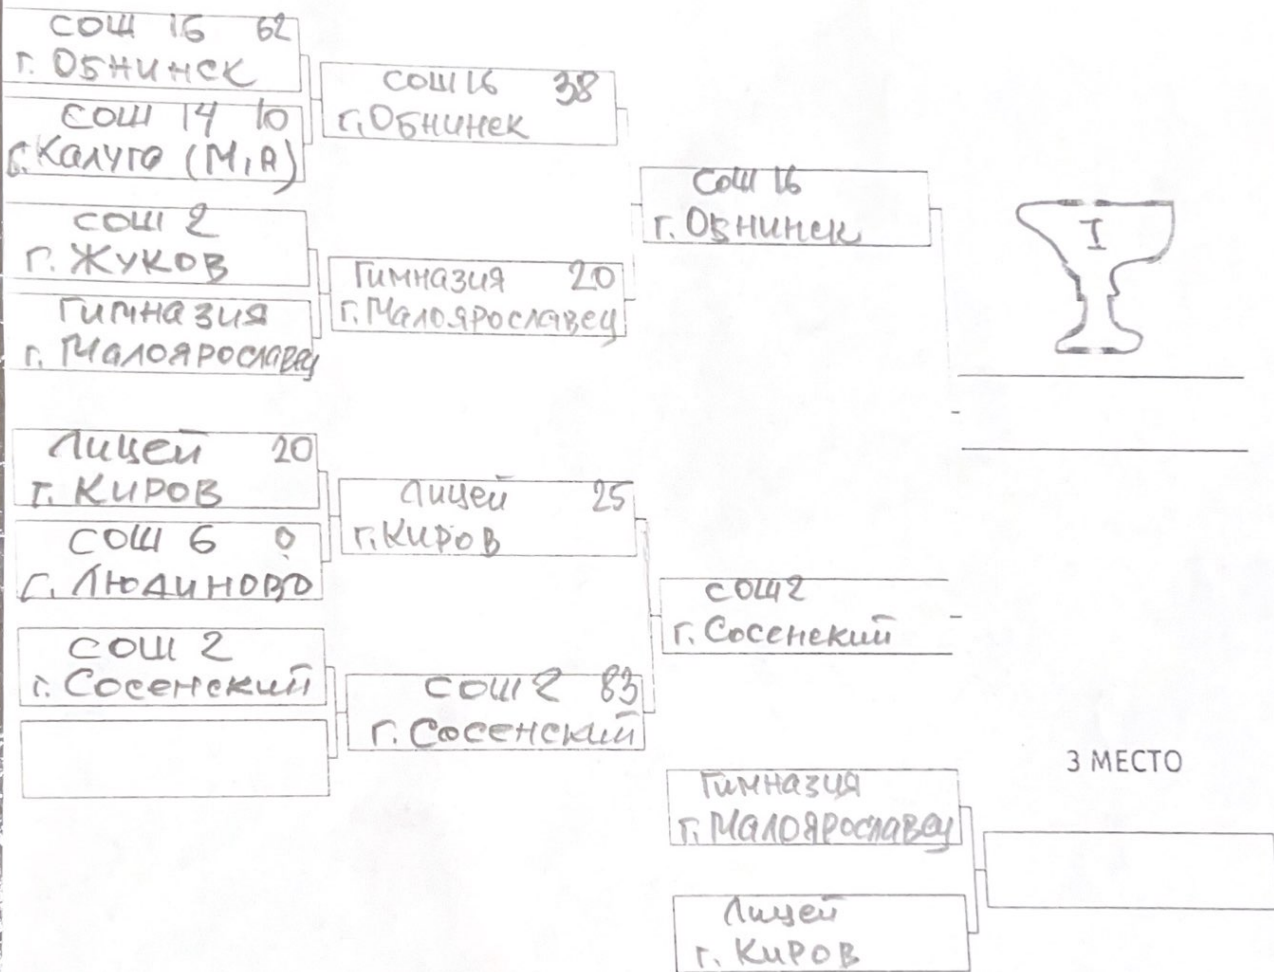 СОШ 16 62
г. Обнинск
СОШ 14 10
г. Калуга (М,А)
СОШ 2
г. Жуков
Гимназия
г. Малоярославец
Лицей 20
г. Киров
СОШ 6 0
г. Людиново
СОШ 2
г. Сосенский
СОШ 16 38
г. Обнинск
Гимназия 20
г. Малоярославец
Лицей 25
г. Киров
СОШ 2 83
г. Сосенский
СОШ 16
г. Обнинск
СОШ 2
г. Сосенский
I
3 МЕСТО
Гимназия
г. Малоярославец
Лицей
г. Киров